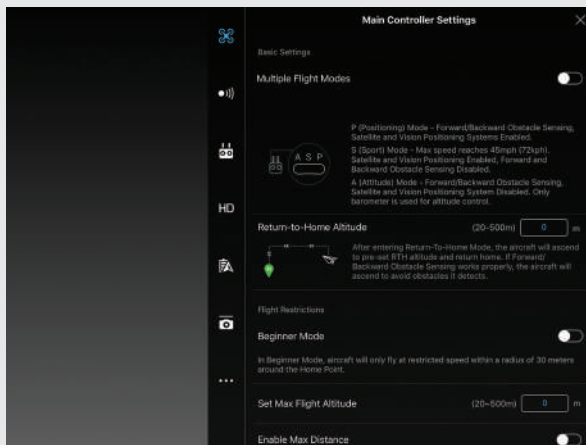 Main Controller Settings
Basic Settings
Multiple Flight Modes
P (Positioning) Mode - Forward/Backward Obstacle Sensing,
Satellite and Vision Positioning Systems Enabled.
S (Sport) Mode - Max speed reaches 45mph (72kph).
Satellite and Vision Positioning Enabled, Forward and
Backward Obstacle Sensing Disabled.
A (Attitude) Mode - Forward/Backward Obstacle Sensing,
Satellite and Vision Positioning System Disabled. Only
barometer is used for altitude control.
A S P
HD
Return-to-Home Altitude (20-500m) 0 m
After entering Return-To-Home Mode, the aircraft will ascend
to pre-set RTH altitude and return home. If Forward/
Backward Obstacle Sensing works properly, the aircraft will
ascend to avoid obstacles it detects.
H
Flight Restrictions
Beginner Mode
In Beginner Mode, aircraft will only fly at restricted speed within a radius of 30 meters
around the Home Point.
Set Max Flight Altitude (20~500m) 0 m
Enable Max Distance